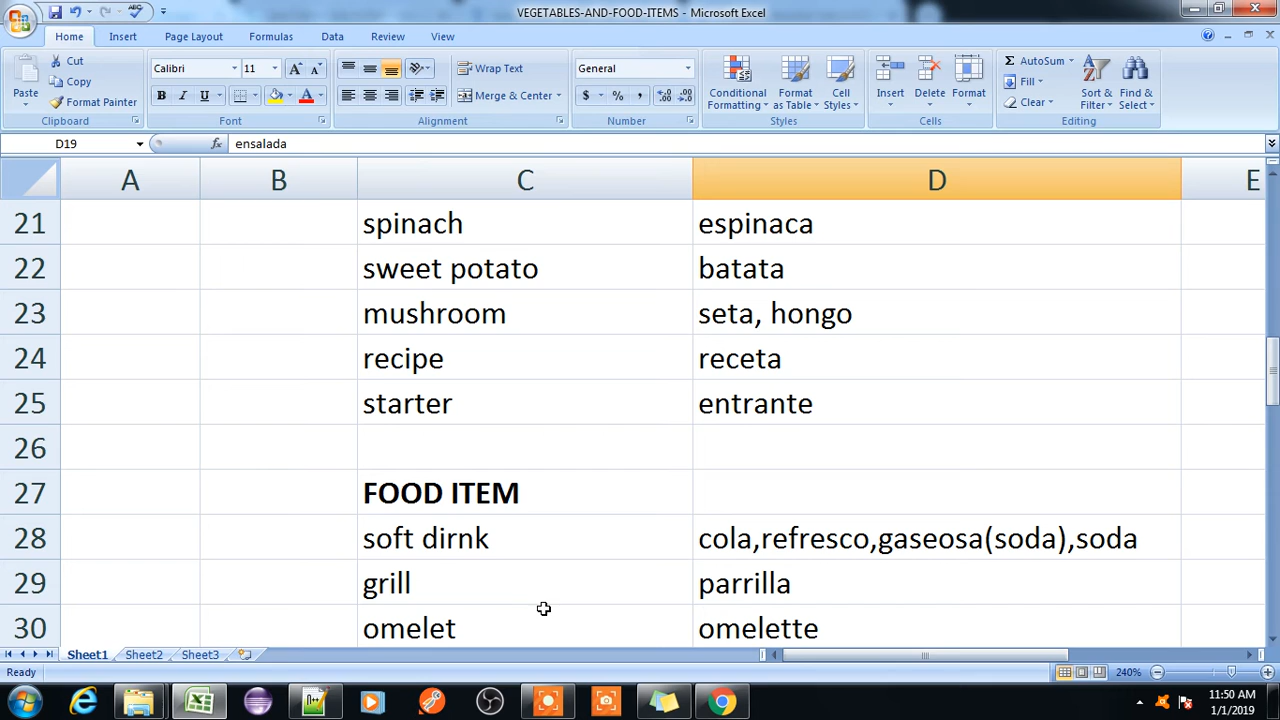 VEGETABLES-AND-FOOD-ITEMS - Microsoft Excel
Home Insert Page Layout Formulas Data Review View
Paste Cut Copy Format Painter Clipboard
Calibri 11 A A B I U A Font
Wrap Text Merge & Center Alignment
General $ % , Number
Conditional Formatting Format as Table Cell Styles Styles
Insert Delete Format Cells
Σ AutoSum Fill Clear Sort & Filter Find & Select Editing
D19 fx ensalada
A B C D E
21 spinach espinaca
22 sweet potato batata
23 mushroom seta, hongo
24 recipe receta
25 starter entrante
26
27 FOOD ITEM
28 soft dirnk cola,refresco,gaseosa(soda),soda
29 grill parrilla
30 omelet omelette
Sheet1 Sheet2 Sheet3
Ready 240%
11:50 AM
1/1/2019